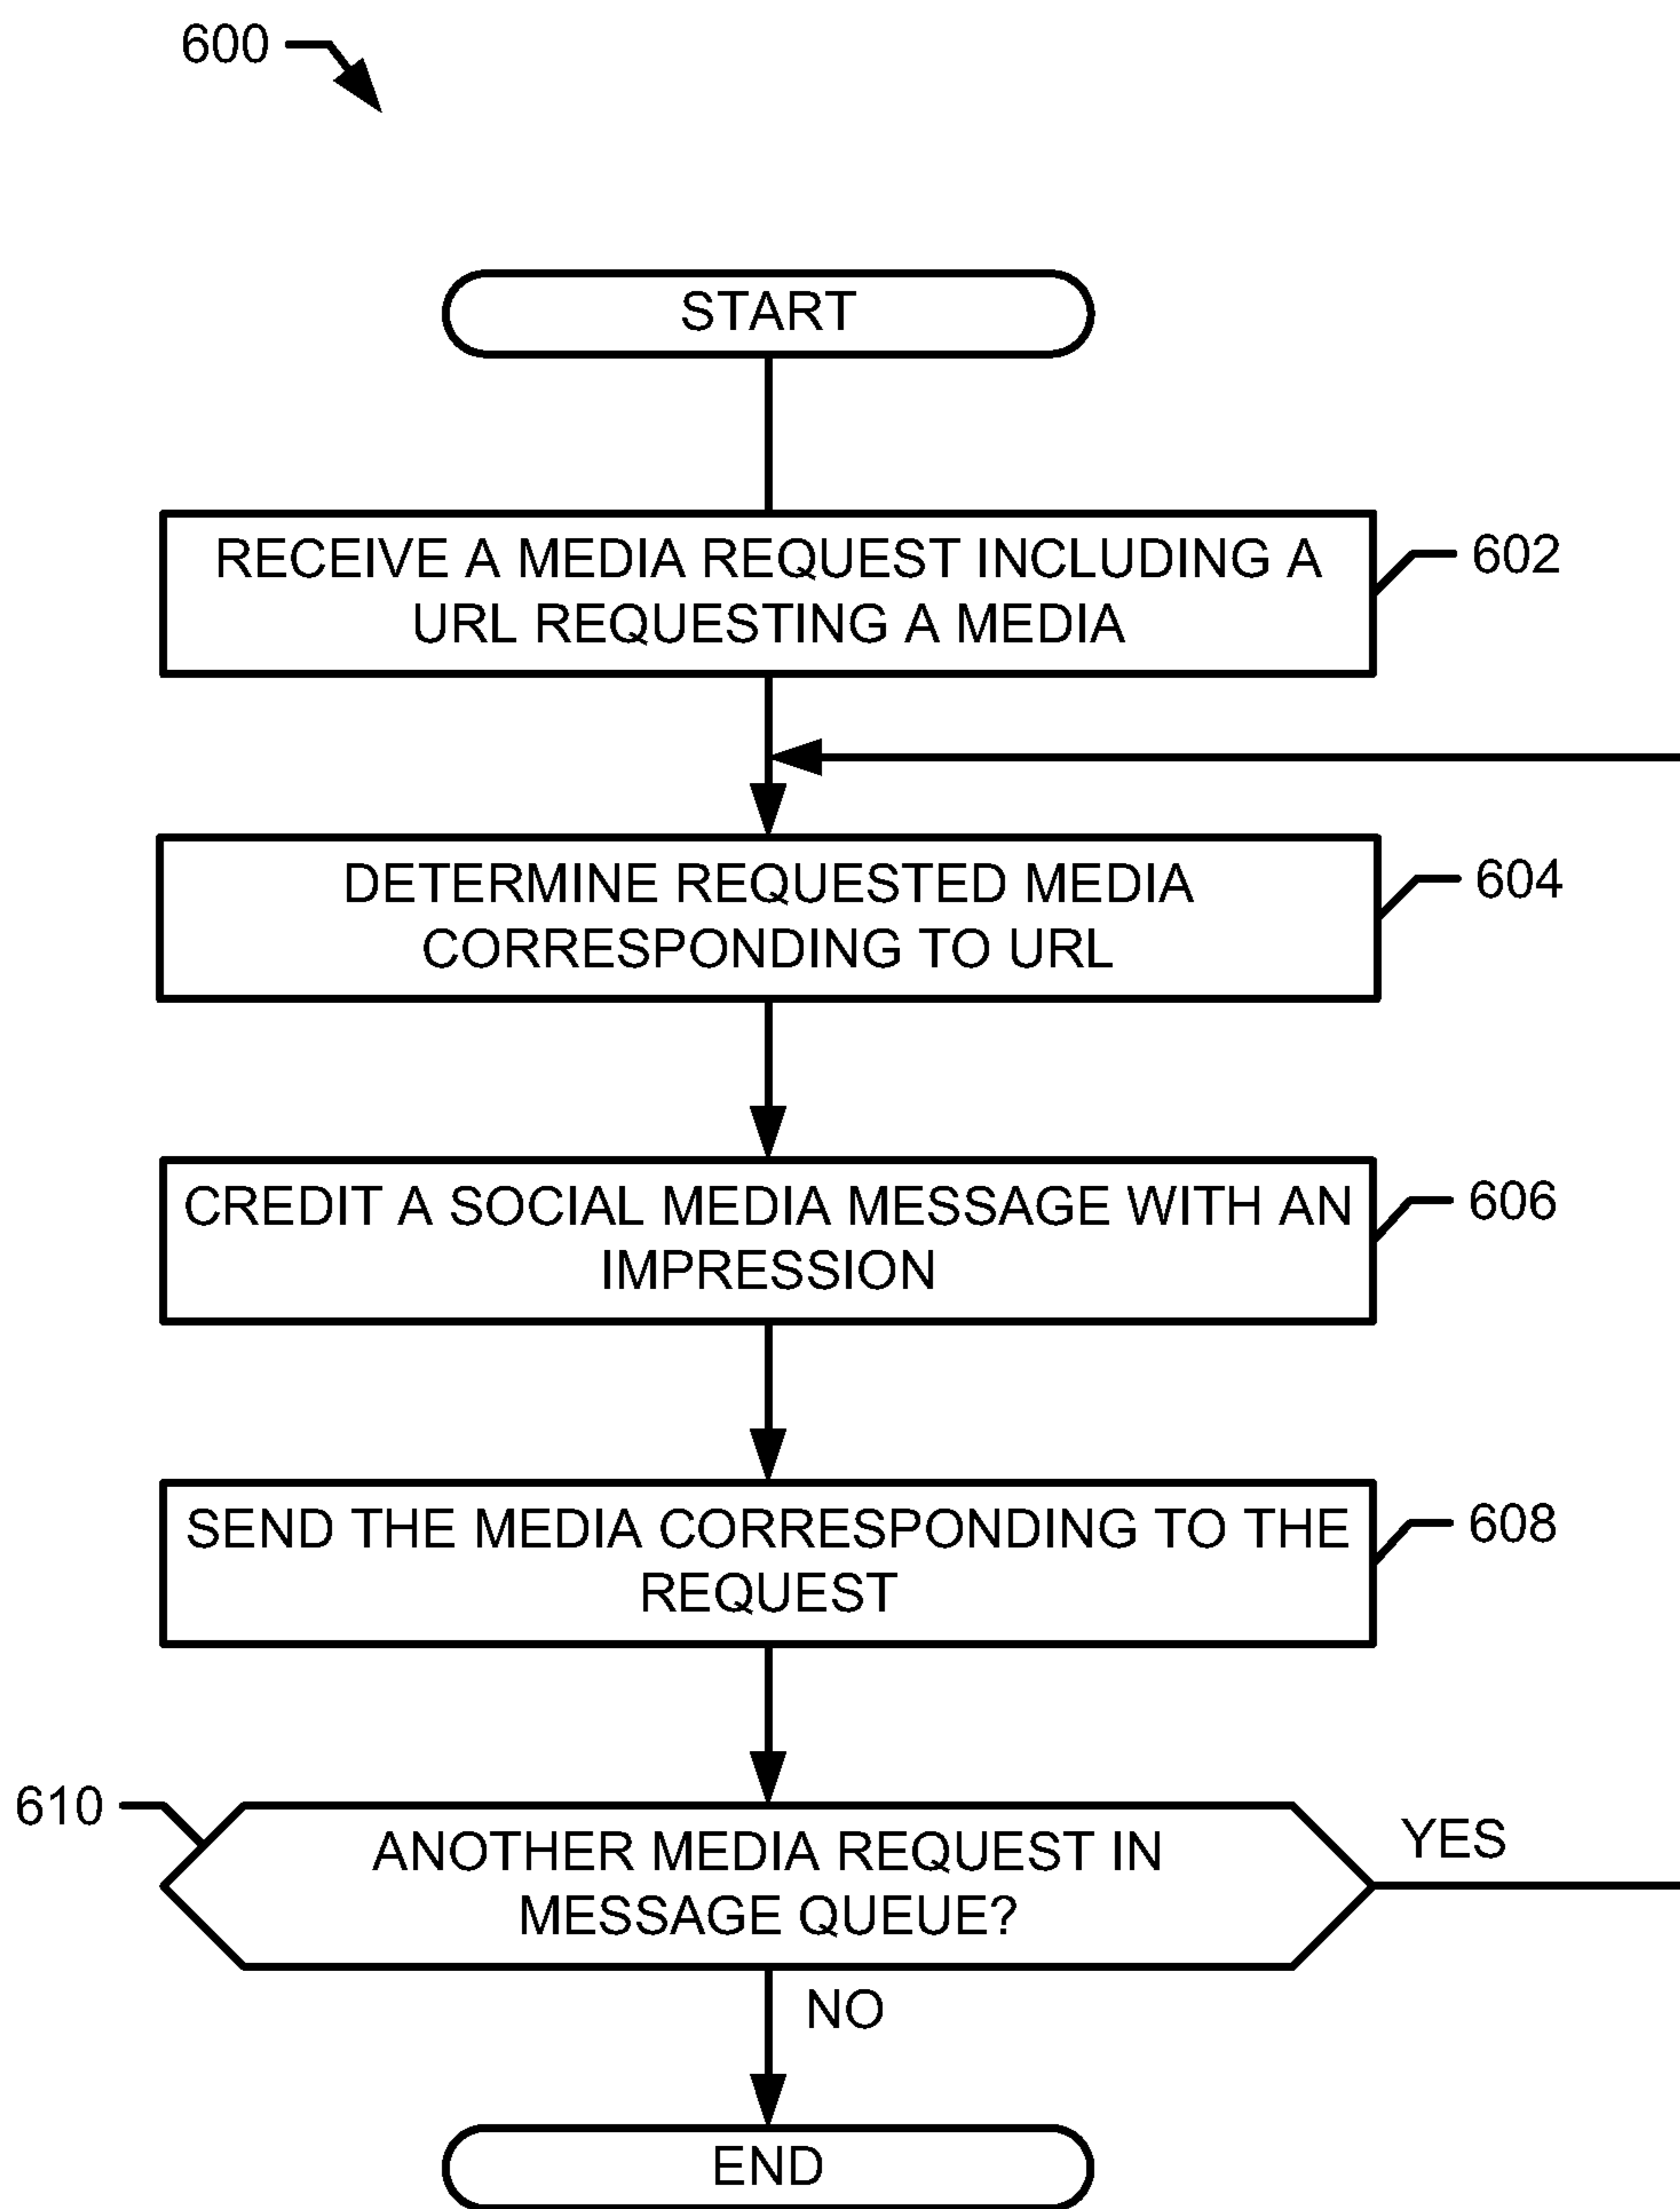 600
START
RECEIVE A MEDIA REQUEST INCLUDING A
URL REQUESTING A MEDIA
602
DETERMINE REQUESTED MEDIA
CORRESPONDING TO URL
604
CREDIT A SOCIAL MEDIA MESSAGE WITH AN
IMPRESSION
606
SEND THE MEDIA CORRESPONDING TO THE
REQUEST
608
610
ANOTHER MEDIA REQUEST IN
MESSAGE QUEUE?
YES
NO
END